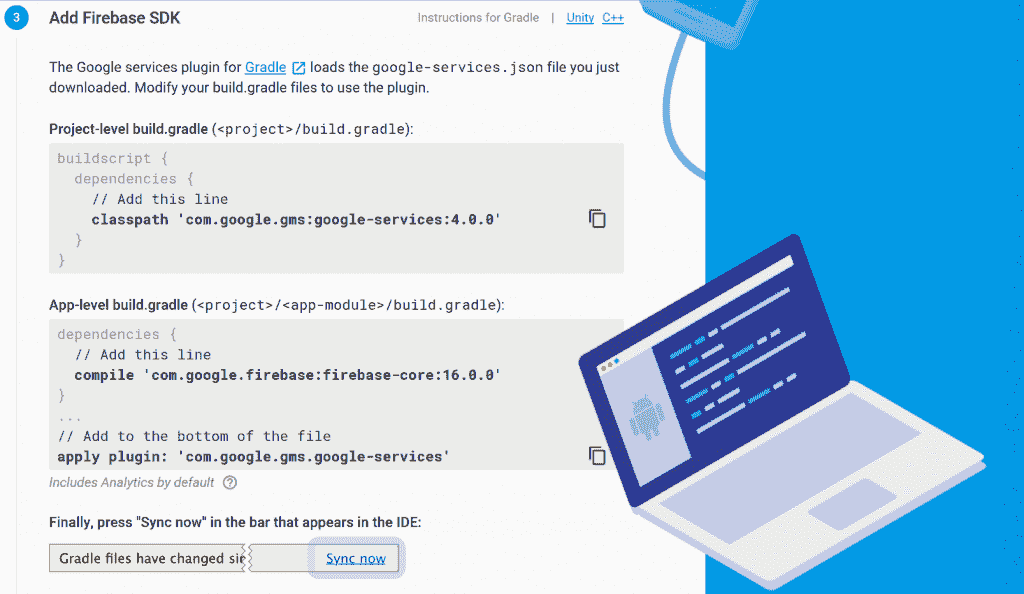 3 Add Firebase SDK Instructions for Gradle | Unity C++
The Google services plugin for Gradle loads the google-services.json file you just
downloaded. Modify your build.gradle files to use the plugin.
Project-level build.gradle (<project>/build.gradle):
buildscript {
dependencies {
// Add this line
classpath 'com.google.gms:google-services:4.0.0'
}
}
App-level build.gradle (<project>/<app-module>/build.gradle):
dependencies {
// Add this line
compile 'com.google.firebase:firebase-core:16.0.0'
}
...
// Add to the bottom of the file
apply plugin: 'com.google.gms.google-services'
Includes Analytics by default ?
Finally, press "Sync now" in the bar that appears in the IDE:
Gradle files have changed Sync now